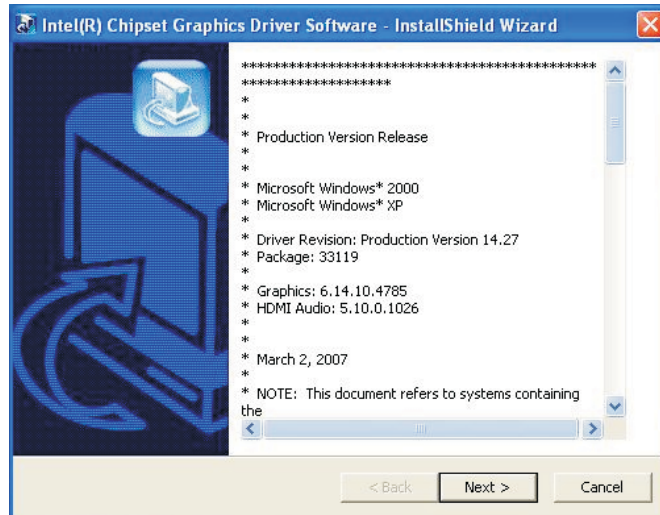 Intel(R) Chipset Graphics Driver Software - InstallShield Wizard
*********************************************
*******************
*
*
* Production Version Release
*
*
* Microsoft Windows* 2000
* Microsoft Windows* XP
*
* Driver Revision: Production Version 14.27
* Package: 33119
*
* Graphics: 6.14.10.4785
* HDMI Audio: 5.10.0.1026
*
*
* March 2, 2007
*
* NOTE: This document refers to systems containing
the
< Back
Next >
Cancel